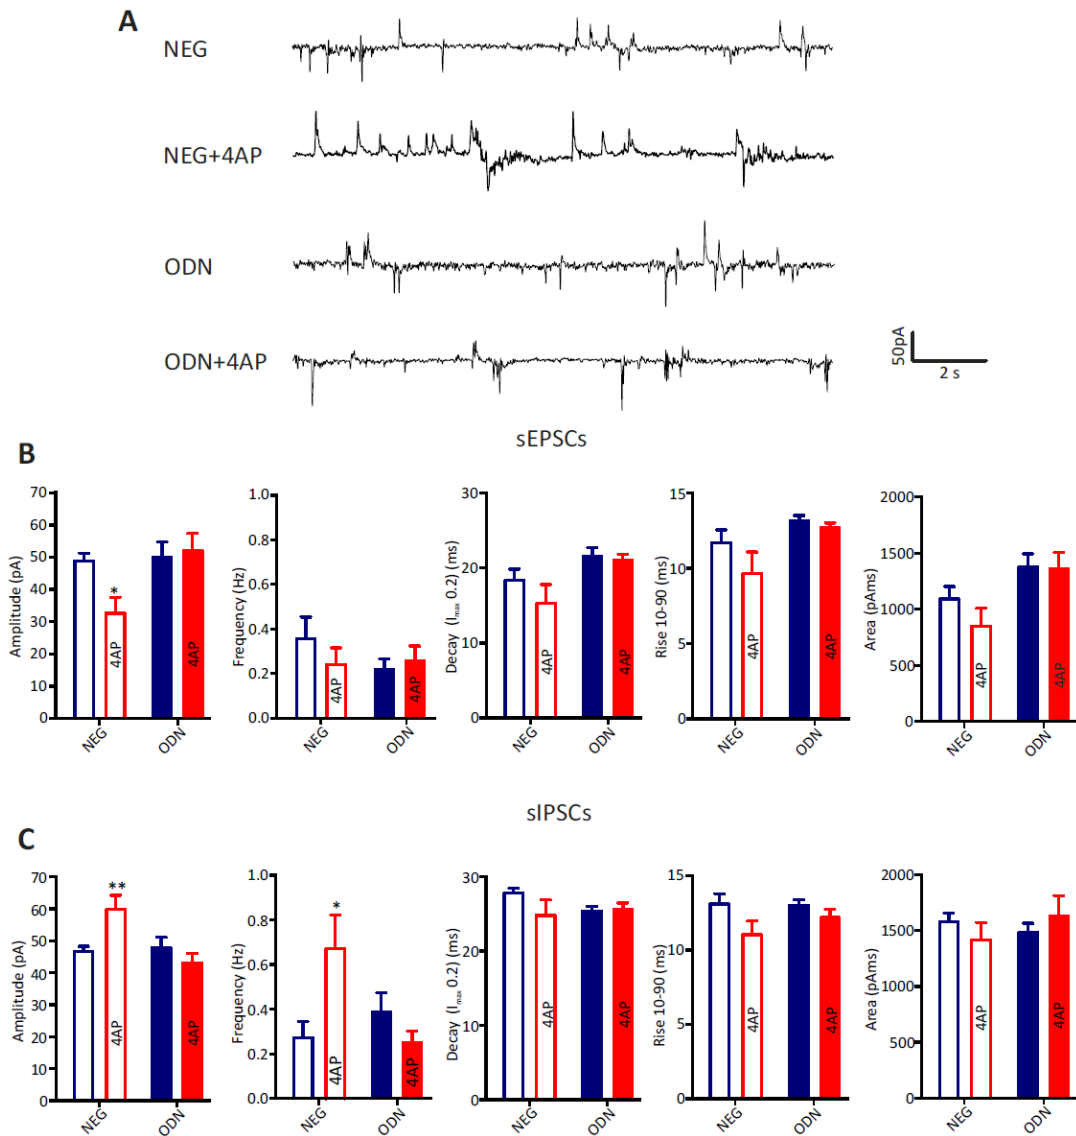 A
NEG
NEG+4AP
ODN
ODN+4AP
50pA
2 s
sEPSCs
B
Amplitude (pA)
70
60
50
40
30
20
10
0
*
4AP
4AP
NEG
ODN
Frequency (Hz)
1.0
0.8
0.6
0.4
0.2
0.0
4AP
4AP
NEG
ODN
Decay (Imax 0.2) (ms)
30
20
10
0
4AP
4AP
NEG
ODN
Rise 10-90 (ms)
15
10
5
0
4AP
4AP
NEG
ODN
Area (pAms)
2000
1500
1000
500
0
4AP
4AP
NEG
ODN
sIPSCs
C
Amplitude (pA)
70
60
50
40
30
20
10
0
**
4AP
4AP
NEG
ODN
Frequency (Hz)
1.0
0.8
0.6
0.4
0.2
0.0
*
4AP
4AP
NEG
ODN
Decay (Imax 0.2) (ms)
30
20
10
0
4AP
4AP
NEG
ODN
Rise 10-90 (ms)
15
10
5
0
4AP
4AP
NEG
ODN
Area (pAms)
2000
1500
1000
500
0
4AP
4AP
NEG
ODN